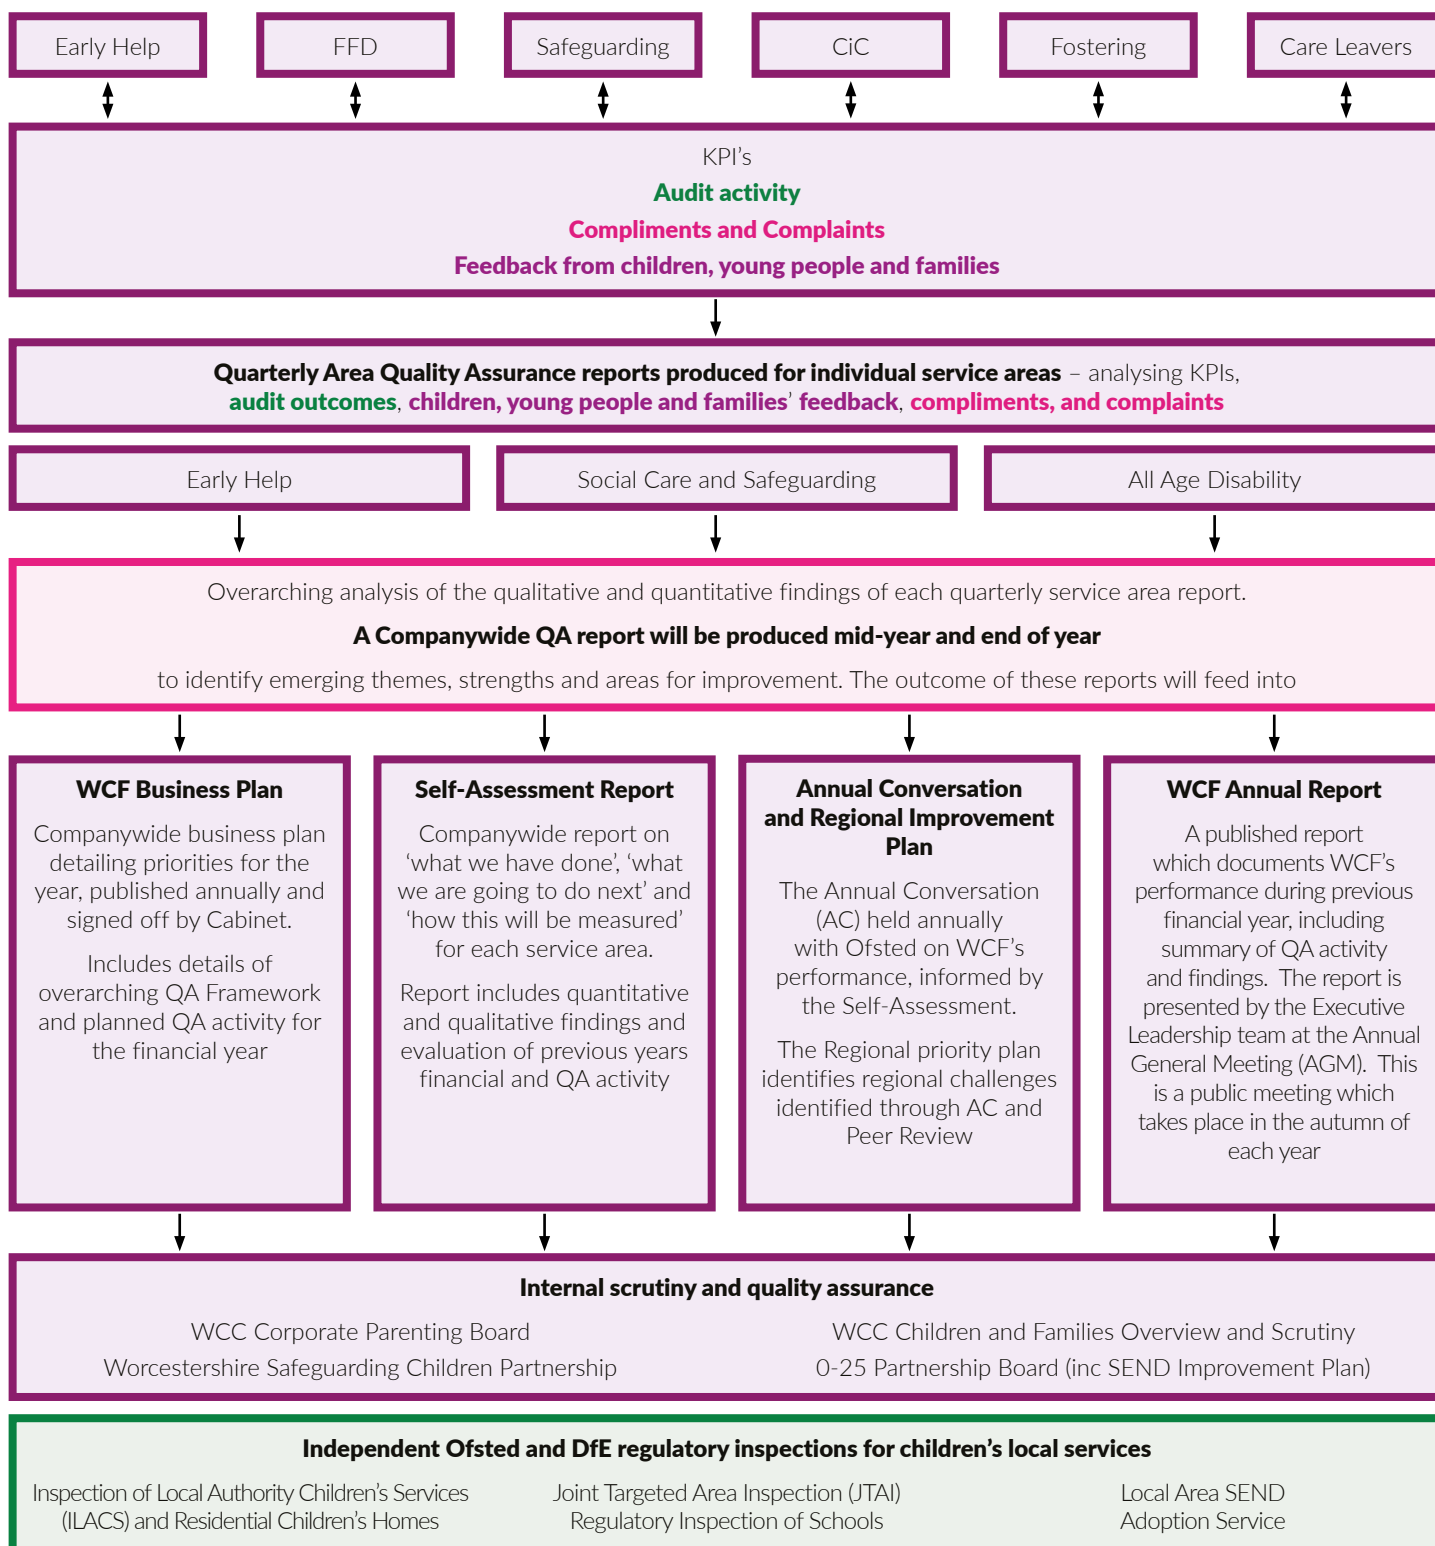 Early Help
FFD
Safeguarding
CiC
Fostering
Care Leavers
KPI's
Audit activity
Compliments and Complaints
Feedback from children, young people and families
Quarterly Area Quality Assurance reports produced for individual service areas – analysing KPIs,
audit outcomes, children, young people and families' feedback, compliments, and complaints
Early Help
Social Care and Safeguarding
All Age Disability
Overarching analysis of the qualitative and quantitative findings of each quarterly service area report.
A Companywide QA report will be produced mid-year and end of year
to identify emerging themes, strengths and areas for improvement. The outcome of these reports will feed into
WCF Business Plan
Companywide business plan
detailing priorities for the
year, published annually and
signed off by Cabinet.
Includes details of
overarching QA Framework
and planned QA activity for
the financial year
Self-Assessment Report
Companywide report on
‘what we have done’, ‘what
we are going to do next’ and
‘how this will be measured’
for each service area.
Report includes quantitative
and qualitative findings and
evaluation of previous years
financial and QA activity
Annual Conversation
and Regional Improvement
Plan
The Annual Conversation
(AC) held annually
with Ofsted on WCF’s
performance, informed by
the Self-Assessment.
The Regional priority plan
identifies regional challenges
identified through AC and
Peer Review
WCF Annual Report
A published report
which documents WCF’s
performance during previous
financial year, including
summary of QA activity
and findings. The report is
presented by the Executive
Leadership team at the Annual
General Meeting (AGM). This
is a public meeting which
takes place in the autumn of
each year
Internal scrutiny and quality assurance
WCC Corporate Parenting Board
Worcestershire Safeguarding Children Partnership
WCC Children and Families Overview and Scrutiny
0-25 Partnership Board (inc SEND Improvement Plan)
Independent Ofsted and DfE regulatory inspections for children’s local services
Inspection of Local Authority Children’s Services
(ILACS) and Residential Children’s Homes
Joint Targeted Area Inspection (JTAI)
Regulatory Inspection of Schools
Local Area SEND
Adoption Service